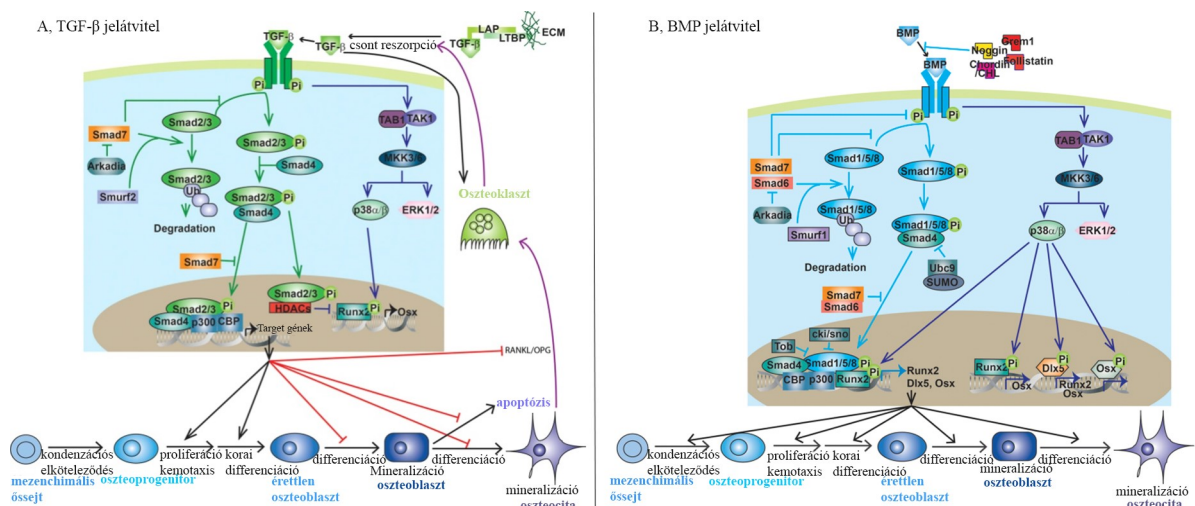 A, TGF-β jelátvitel
TGF-β
TGF-β
csont reszorpció
TGF-β
LAP
LTBP
ECM
Pi
Pi
TAB1
TAK1
Smad7
Smad2/3
Smad2/3
Pi
Arkadia
Smad4
MKK3/6
Smurf2
Smad2/3
Ub
Smad2/3
Pi
Smad4
p38α/β
ERK1/2
Oszteoklaszt
Degradation
Smad7
Smad2/3
Pi
Smad4
p300
CBP
Smad2/3
Pi
HDACs
Runx2
Pi
Osx
Target gének
RANKL/OPG
apoptózis
kondenzációs
elköteleződés
proliferáció
kemotaxis
korai
differenciáció
differenciáció
Mineralizáció
differenciáció
mezenchimális
őssejt
oszteoprogenitor
érettlen
oszteoblaszt
oszteoblaszt
mineralizáció
oszteocita
B, BMP jelátvitel
BMP
BMP
Noggin
Grem1
Chordin
/CHL
Follistatin
Pi
Pi
TAB1
TAK1
Smad7
Smad6
Smad1/5/8
Smad1/5/8
Pi
MKK3/6
Arkadia
Smurf1
Smad1/5/8
Ub
Smad1/5/8
Pi
Smad4
p38α/β
ERK1/2
Ubc9
SUMO
Degradation
Smad7
Smad6
cki/sno
Tob
Smad4
Smad1/5/8
Pi
CBP
p300
Runx2
Pi
Runx2
Dlx5, Osx
Runx2
Pi
Osx
Dlx5
Pi
Runx2
Osx
Osx
Pi
kondenzációs
elköteleződés
proliferáció
kemotaxis
korai
differenciáció
differenciáció
mineralizáció
differenciáció
mezenchimális
őssejt
oszteoprogenitor
érettlen
oszteoblaszt
oszteoblaszt
mineralizáció
oszteocita